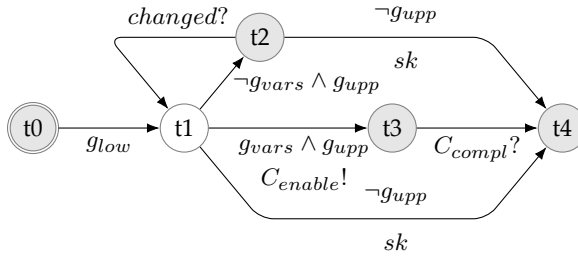 changed?
t2
¬g_upp
sk
¬g_vars ∧ g_upp
t0
g_low
t1
g_vars ∧ g_upp
C_enable!
t3
C_compl?
t4
¬g_upp
sk